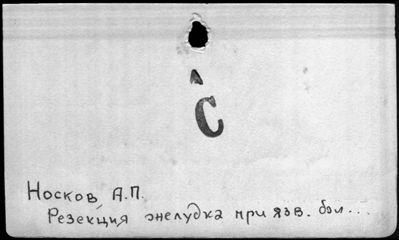 С
Носков А.П.
Резекция желудка при язв. бол...